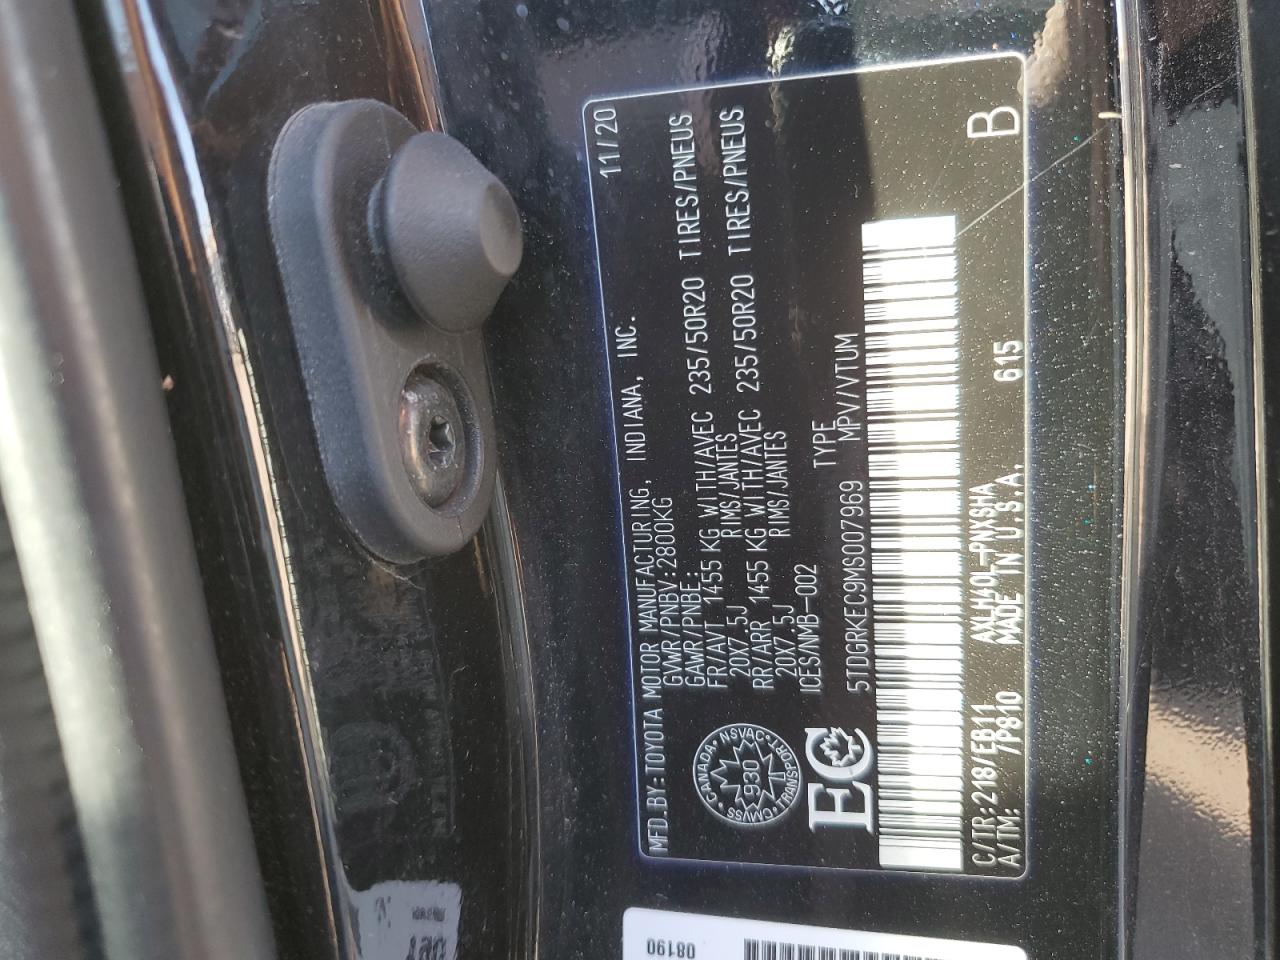 MFD. BY: TOYOTA MOTOR MANUFACTURING, INDIANA, INC. 11/20
GVWR/PNBV: 2800KG
GAWR/PNBE:
FR/AVT 1455 KG WITH/AVEC 235/50R20 TIRES/PNEUS
20X7.5J RIMS/JANTES
RR/ARR 1455 KG WITH/AVEC 235/50R20 TIRES/PNEUS
20X7.5J RIMS/JANTES
ICES/NMB-002 TYPE
5TDGRKEC9MS007969 MPV/VTUM
CANADA NSVAC TRANSPORT CMVSS
930
EC
C/TR:218/EB11 AXLH40L-PNXSHA
A/TM: 7P810 MADE IN U.S.A. 615 B
08190